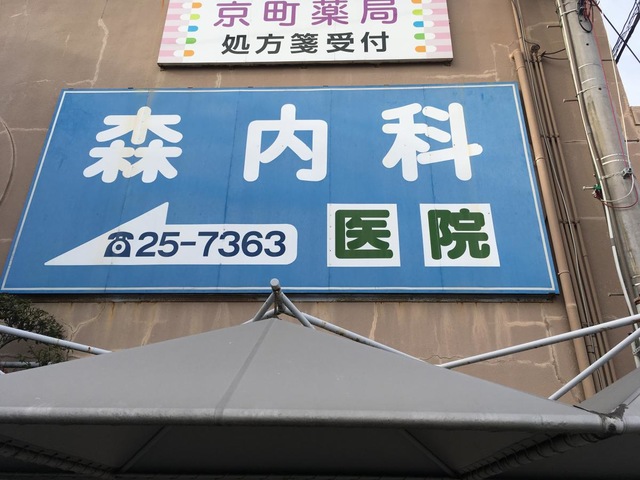 京町薬局
処方箋受付
森内科
☎25-7363 医院